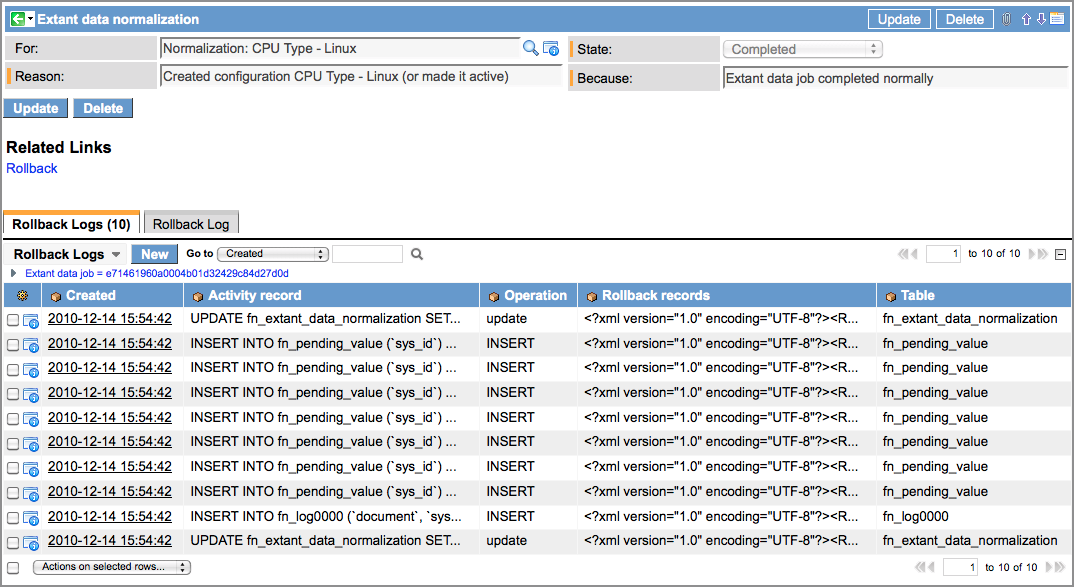 Extant data normalization Update Delete
For: Normalization: CPU Type - Linux State: Completed
Reason: Created configuration CPU Type - Linux (or made it active) Because: Extant data job completed normally
Update Delete
Related Links
Rollback
Rollback Logs (10) Rollback Log
Rollback Logs New Go to Created 1 to 10 of 10
Extant data job = e71461960a0004b01d32429c84d27d0d
Created Activity record Operation Rollback records Table
2010-12-14 15:54:42 UPDATE fn_extant_data_normalization SET... update <?xml version="1.0" encoding="UTF-8"?><R... fn_extant_data_normalization
2010-12-14 15:54:42 INSERT INTO fn_pending_value (`sys_id`) ... INSERT <?xml version="1.0" encoding="UTF-8"?><R... fn_pending_value
2010-12-14 15:54:42 INSERT INTO fn_pending_value (`sys_id`) ... INSERT <?xml version="1.0" encoding="UTF-8"?><R... fn_pending_value
2010-12-14 15:54:42 INSERT INTO fn_pending_value (`sys_id`) ... INSERT <?xml version="1.0" encoding="UTF-8"?><R... fn_pending_value
2010-12-14 15:54:42 INSERT INTO fn_pending_value (`sys_id`) ... INSERT <?xml version="1.0" encoding="UTF-8"?><R... fn_pending_value
2010-12-14 15:54:42 INSERT INTO fn_pending_value (`sys_id`) ... INSERT <?xml version="1.0" encoding="UTF-8"?><R... fn_pending_value
2010-12-14 15:54:42 INSERT INTO fn_pending_value (`sys_id`) ... INSERT <?xml version="1.0" encoding="UTF-8"?><R... fn_pending_value
2010-12-14 15:54:42 INSERT INTO fn_pending_value (`sys_id`) ... INSERT <?xml version="1.0" encoding="UTF-8"?><R... fn_pending_value
2010-12-14 15:54:42 INSERT INTO fn_log0000 (`document`, `sys... INSERT <?xml version="1.0" encoding="UTF-8"?><R... fn_log0000
2010-12-14 15:54:42 UPDATE fn_extant_data_normalization SET... update <?xml version="1.0" encoding="UTF-8"?><R... fn_extant_data_normalization
Actions on selected rows... 1 to 10 of 10